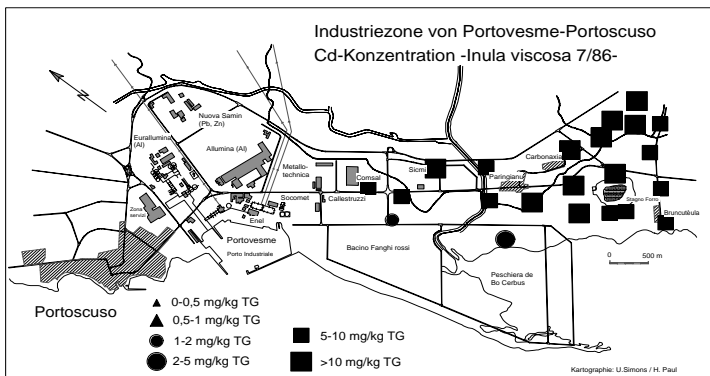 Industriezone von Portovesme-Portoscuso
Cd-Konzentration -Inula viscosa 7/86-
N
Nuova Samin
(Pb, Zn)
Eurallumina
(Al)
Allumina (Al)
Metallo-
technica
Comsal
Sicmi
Carbonaxia
Paringianu
Zona
servizi
Socomet
Callestruzzi
Enel
Stagno Forro
Bruncutèula
Portovesme
Porto Industriale
Bacino Fanghi rossi
Peschiera de
Bo Cerbus
0 500 m
Portoscuso
0-0,5 mg/kg TG
0,5-1 mg/kg TG
1-2 mg/kg TG
2-5 mg/kg TG
5-10 mg/kg TG
>10 mg/kg TG
Kartographie: U.Simons / H. Paul